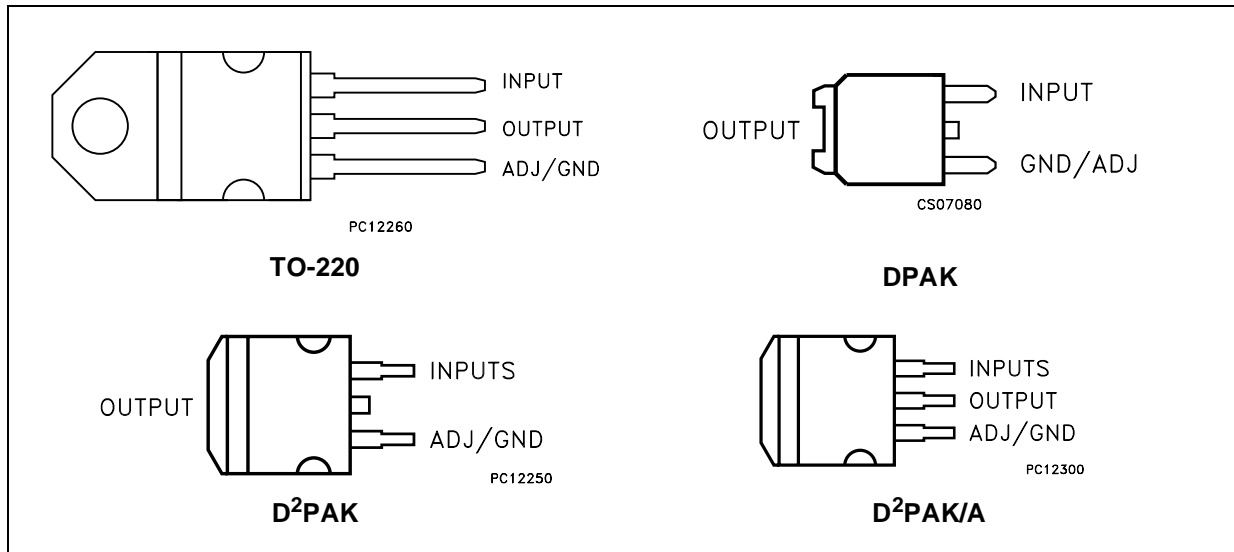 INPUT
OUTPUT
ADJ/GND
PC12260
TO-220
OUTPUT
INPUT
GND/ADJ
CS07080
DPAK
OUTPUT
INPUTS
ADJ/GND
PC12250
D²PAK
INPUTS
OUTPUT
ADJ/GND
PC12300
D²PAK/A